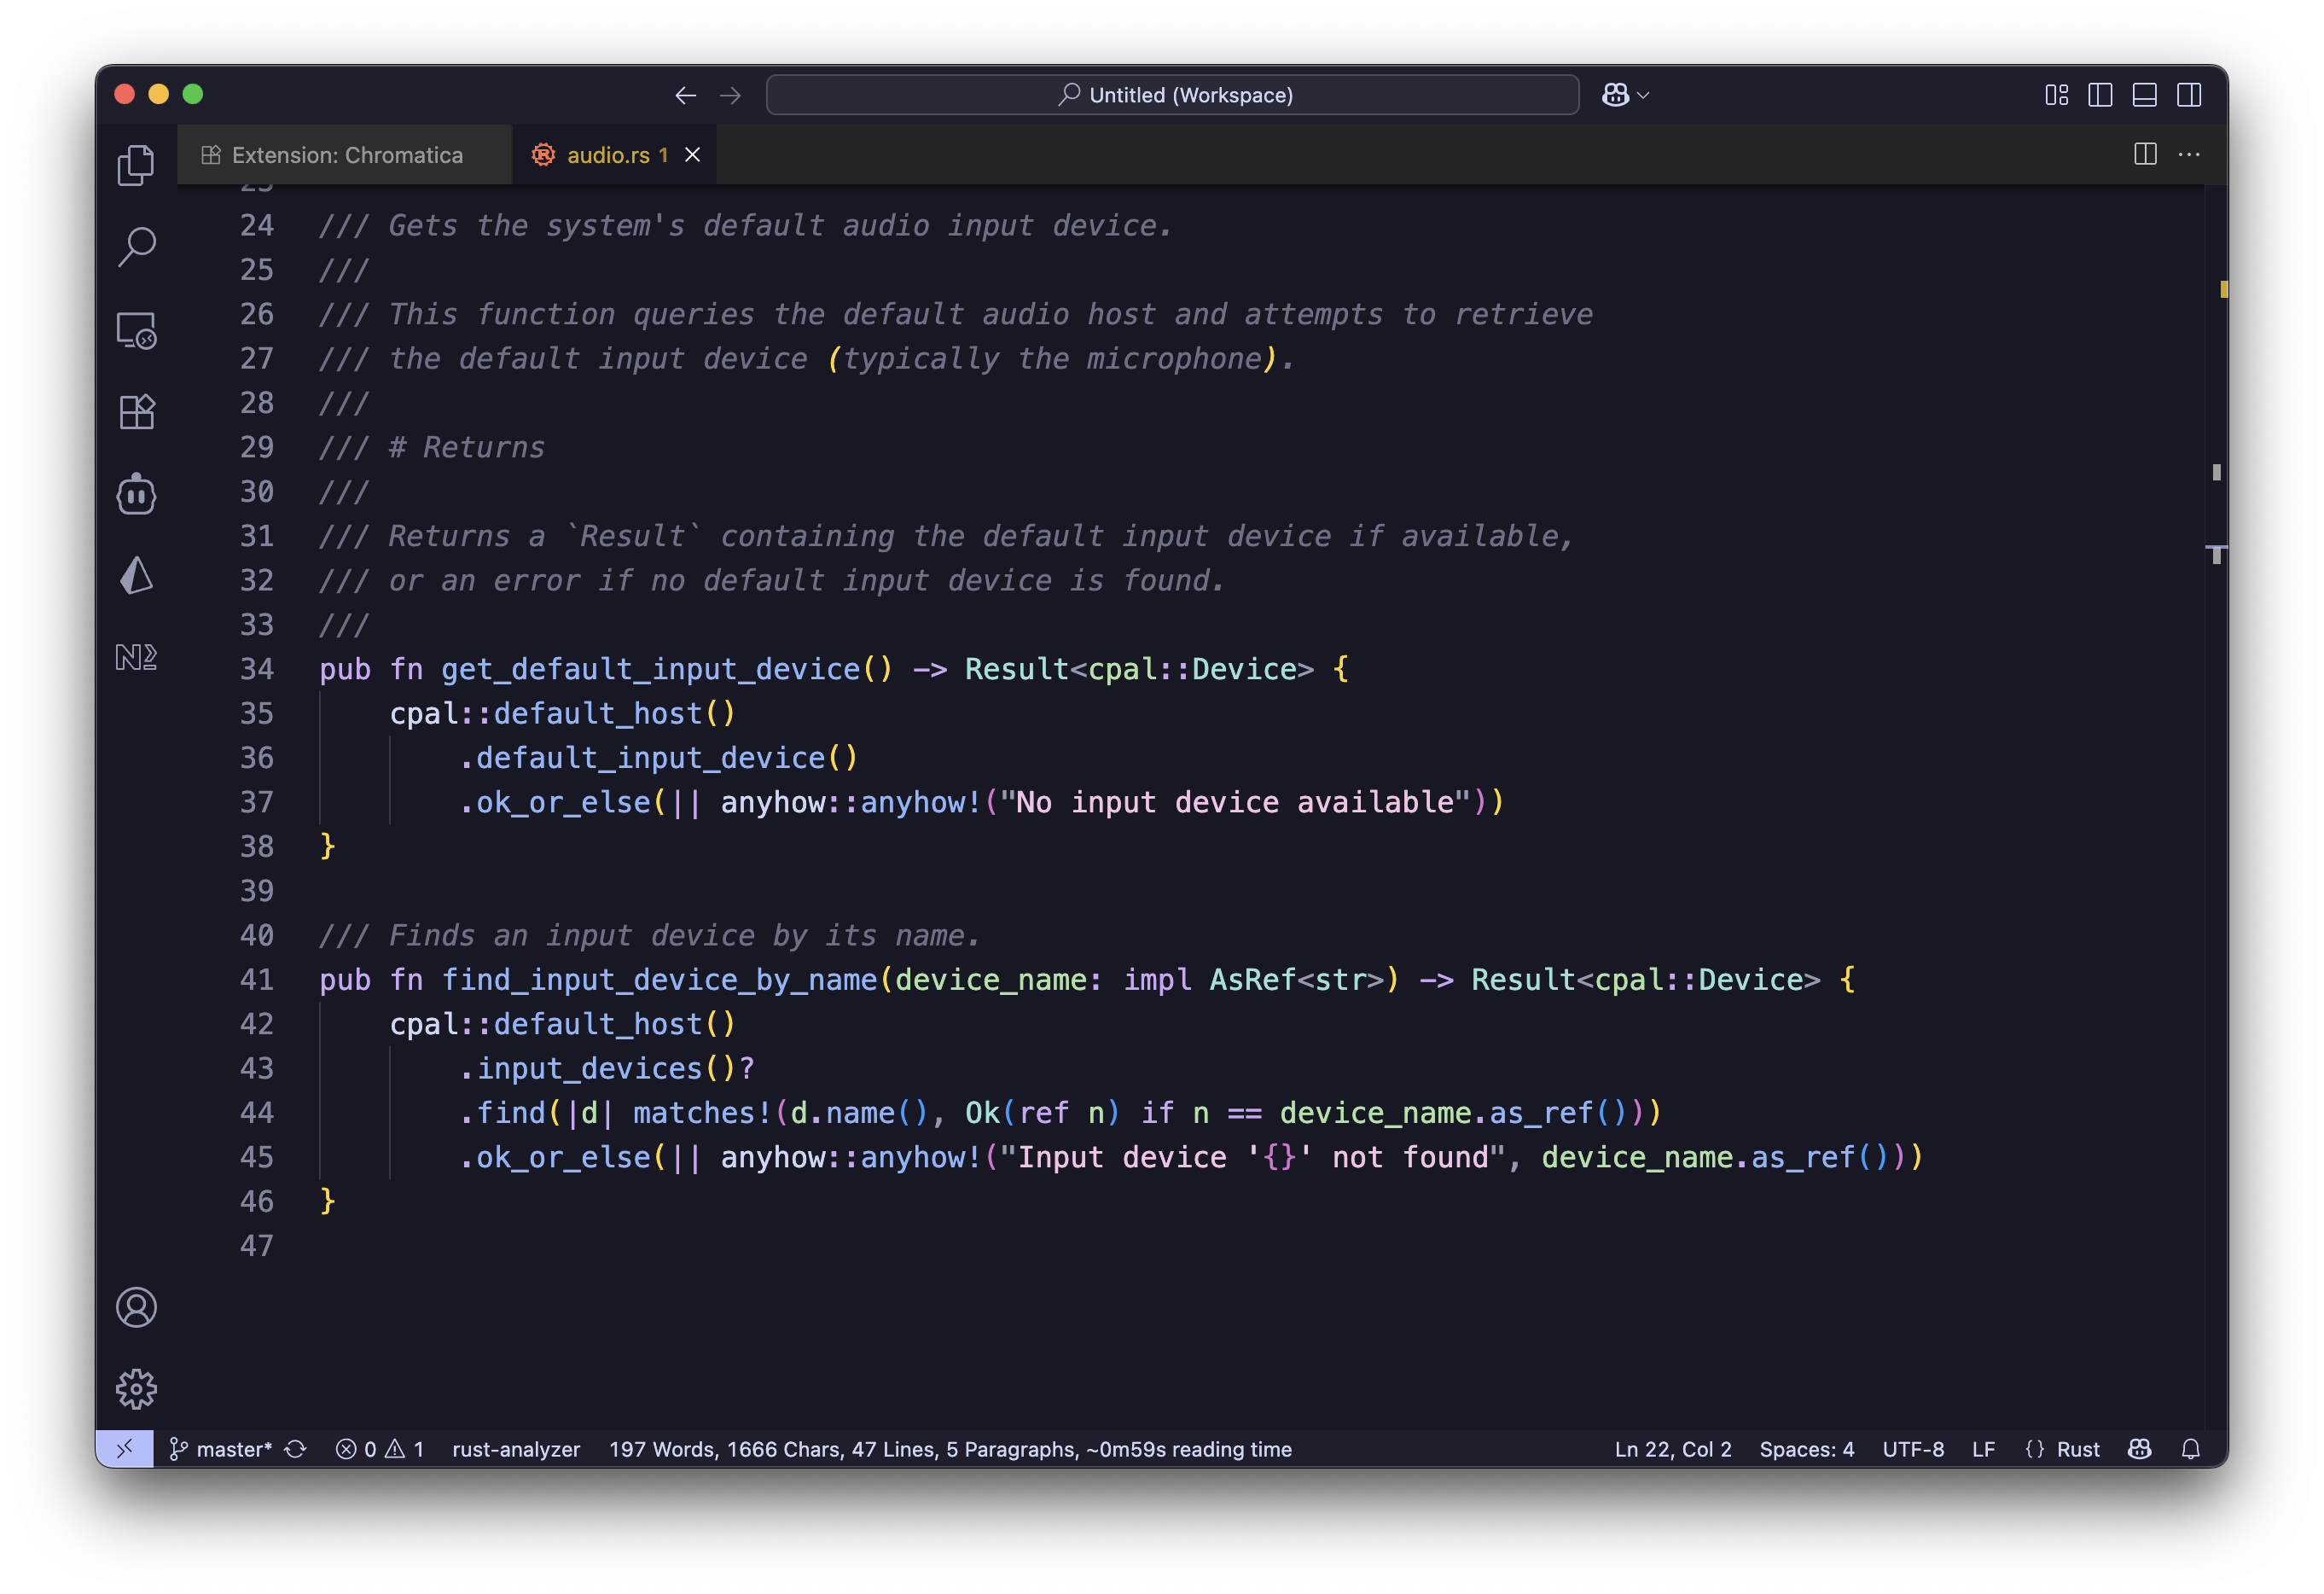 Untitled (Workspace)
Extension: Chromatica
audio.rs 1
23
24 /// Gets the system's default audio input device.
25 ///
26 /// This function queries the default audio host and attempts to retrieve
27 /// the default input device (typically the microphone).
28 ///
29 /// # Returns
30 ///
31 /// Returns a `Result` containing the default input device if available,
32 /// or an error if no default input device is found.
33 ///
34 pub fn get_default_input_device() -> Result<cpal::Device> {
35     cpal::default_host()
36         .default_input_device()
37         .ok_or_else(|| anyhow::anyhow!("No input device available"))
38 }
39
40 /// Finds an input device by its name.
41 pub fn find_input_device_by_name(device_name: impl AsRef<str>) -> Result<cpal::Device> {
42     cpal::default_host()
43         .input_devices()?
44         .find(|d| matches!(d.name(), Ok(ref n) if n == device_name.as_ref()))
45         .ok_or_else(|| anyhow::anyhow!("Input device '{}' not found", device_name.as_ref()))
46 }
47
master* 0 1 rust-analyzer 197 Words, 1666 Chars, 47 Lines, 5 Paragraphs, ~0m59s reading time Ln 22, Col 2 Spaces: 4 UTF-8 LF {} Rust